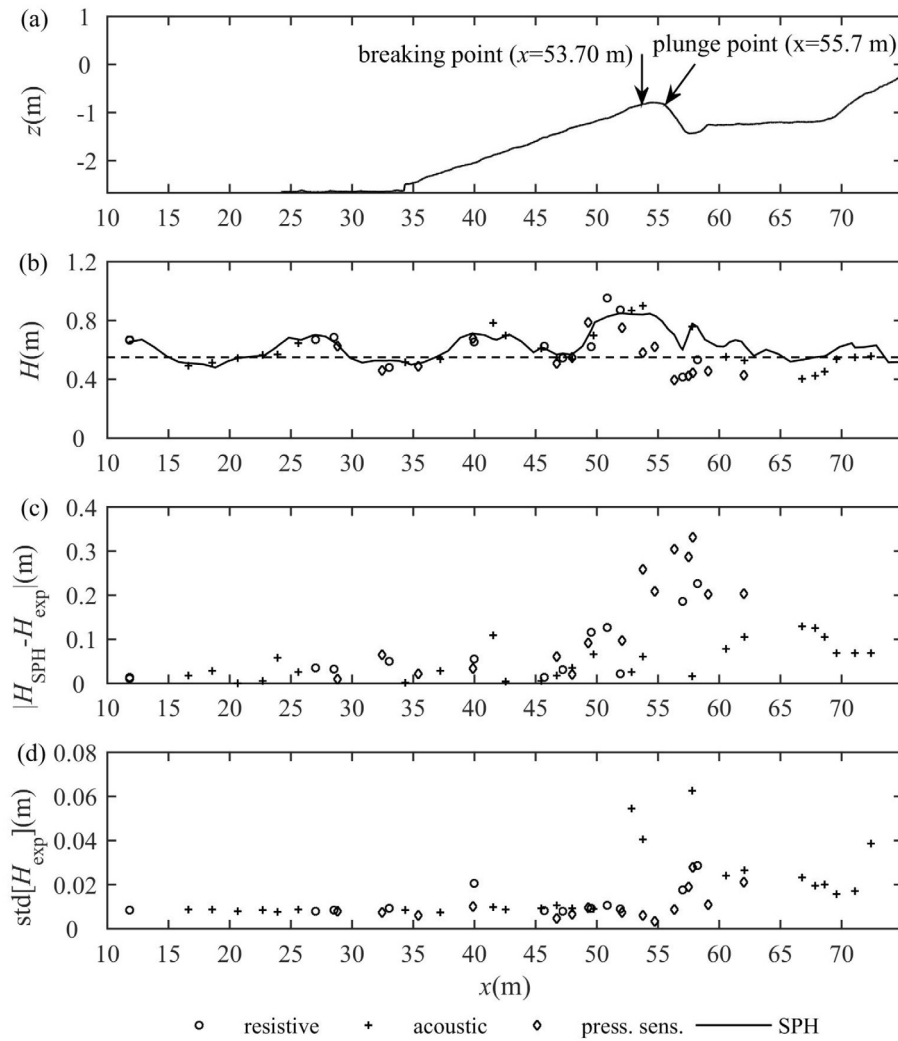 (a)
1
0
-1
-2
z(m)
breaking point (x=53.70 m)
plunge point (x=55.7 m)
10 15 20 25 30 35 40 45 50 55 60 65 70
(b)
1.2
0.8
0.4
0
H(m)
10 15 20 25 30 35 40 45 50 55 60 65 70
(c)
0.4
0.3
0.2
0.1
0
|H_SPH-H_exp|(m)
10 15 20 25 30 35 40 45 50 55 60 65 70
(d)
0.08
0.06
0.04
0.02
0
std[H_exp](m)
10 15 20 25 30 35 40 45 50 55 60 65 70
x(m)
resistive acoustic press. sens. SPH